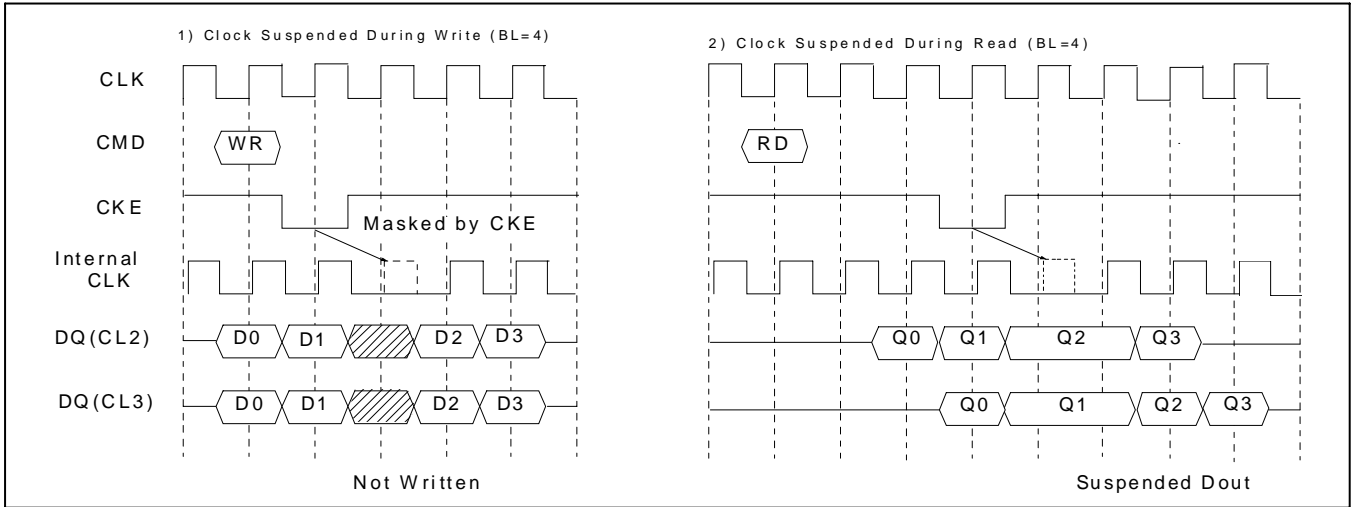 1) Clock Suspended During Write (BL=4)
2) Clock Suspended During Read (BL=4)
CLK
CMD
WR
RD
CKE
Masked by CKE
Internal
CLK
DQ(CL2)
D0 D1 D2 D3
Q0 Q1 Q2 Q3
DQ(CL3)
D0 D1 D2 D3
Q0 Q1 Q2 Q3
Not Written
Suspended Dout